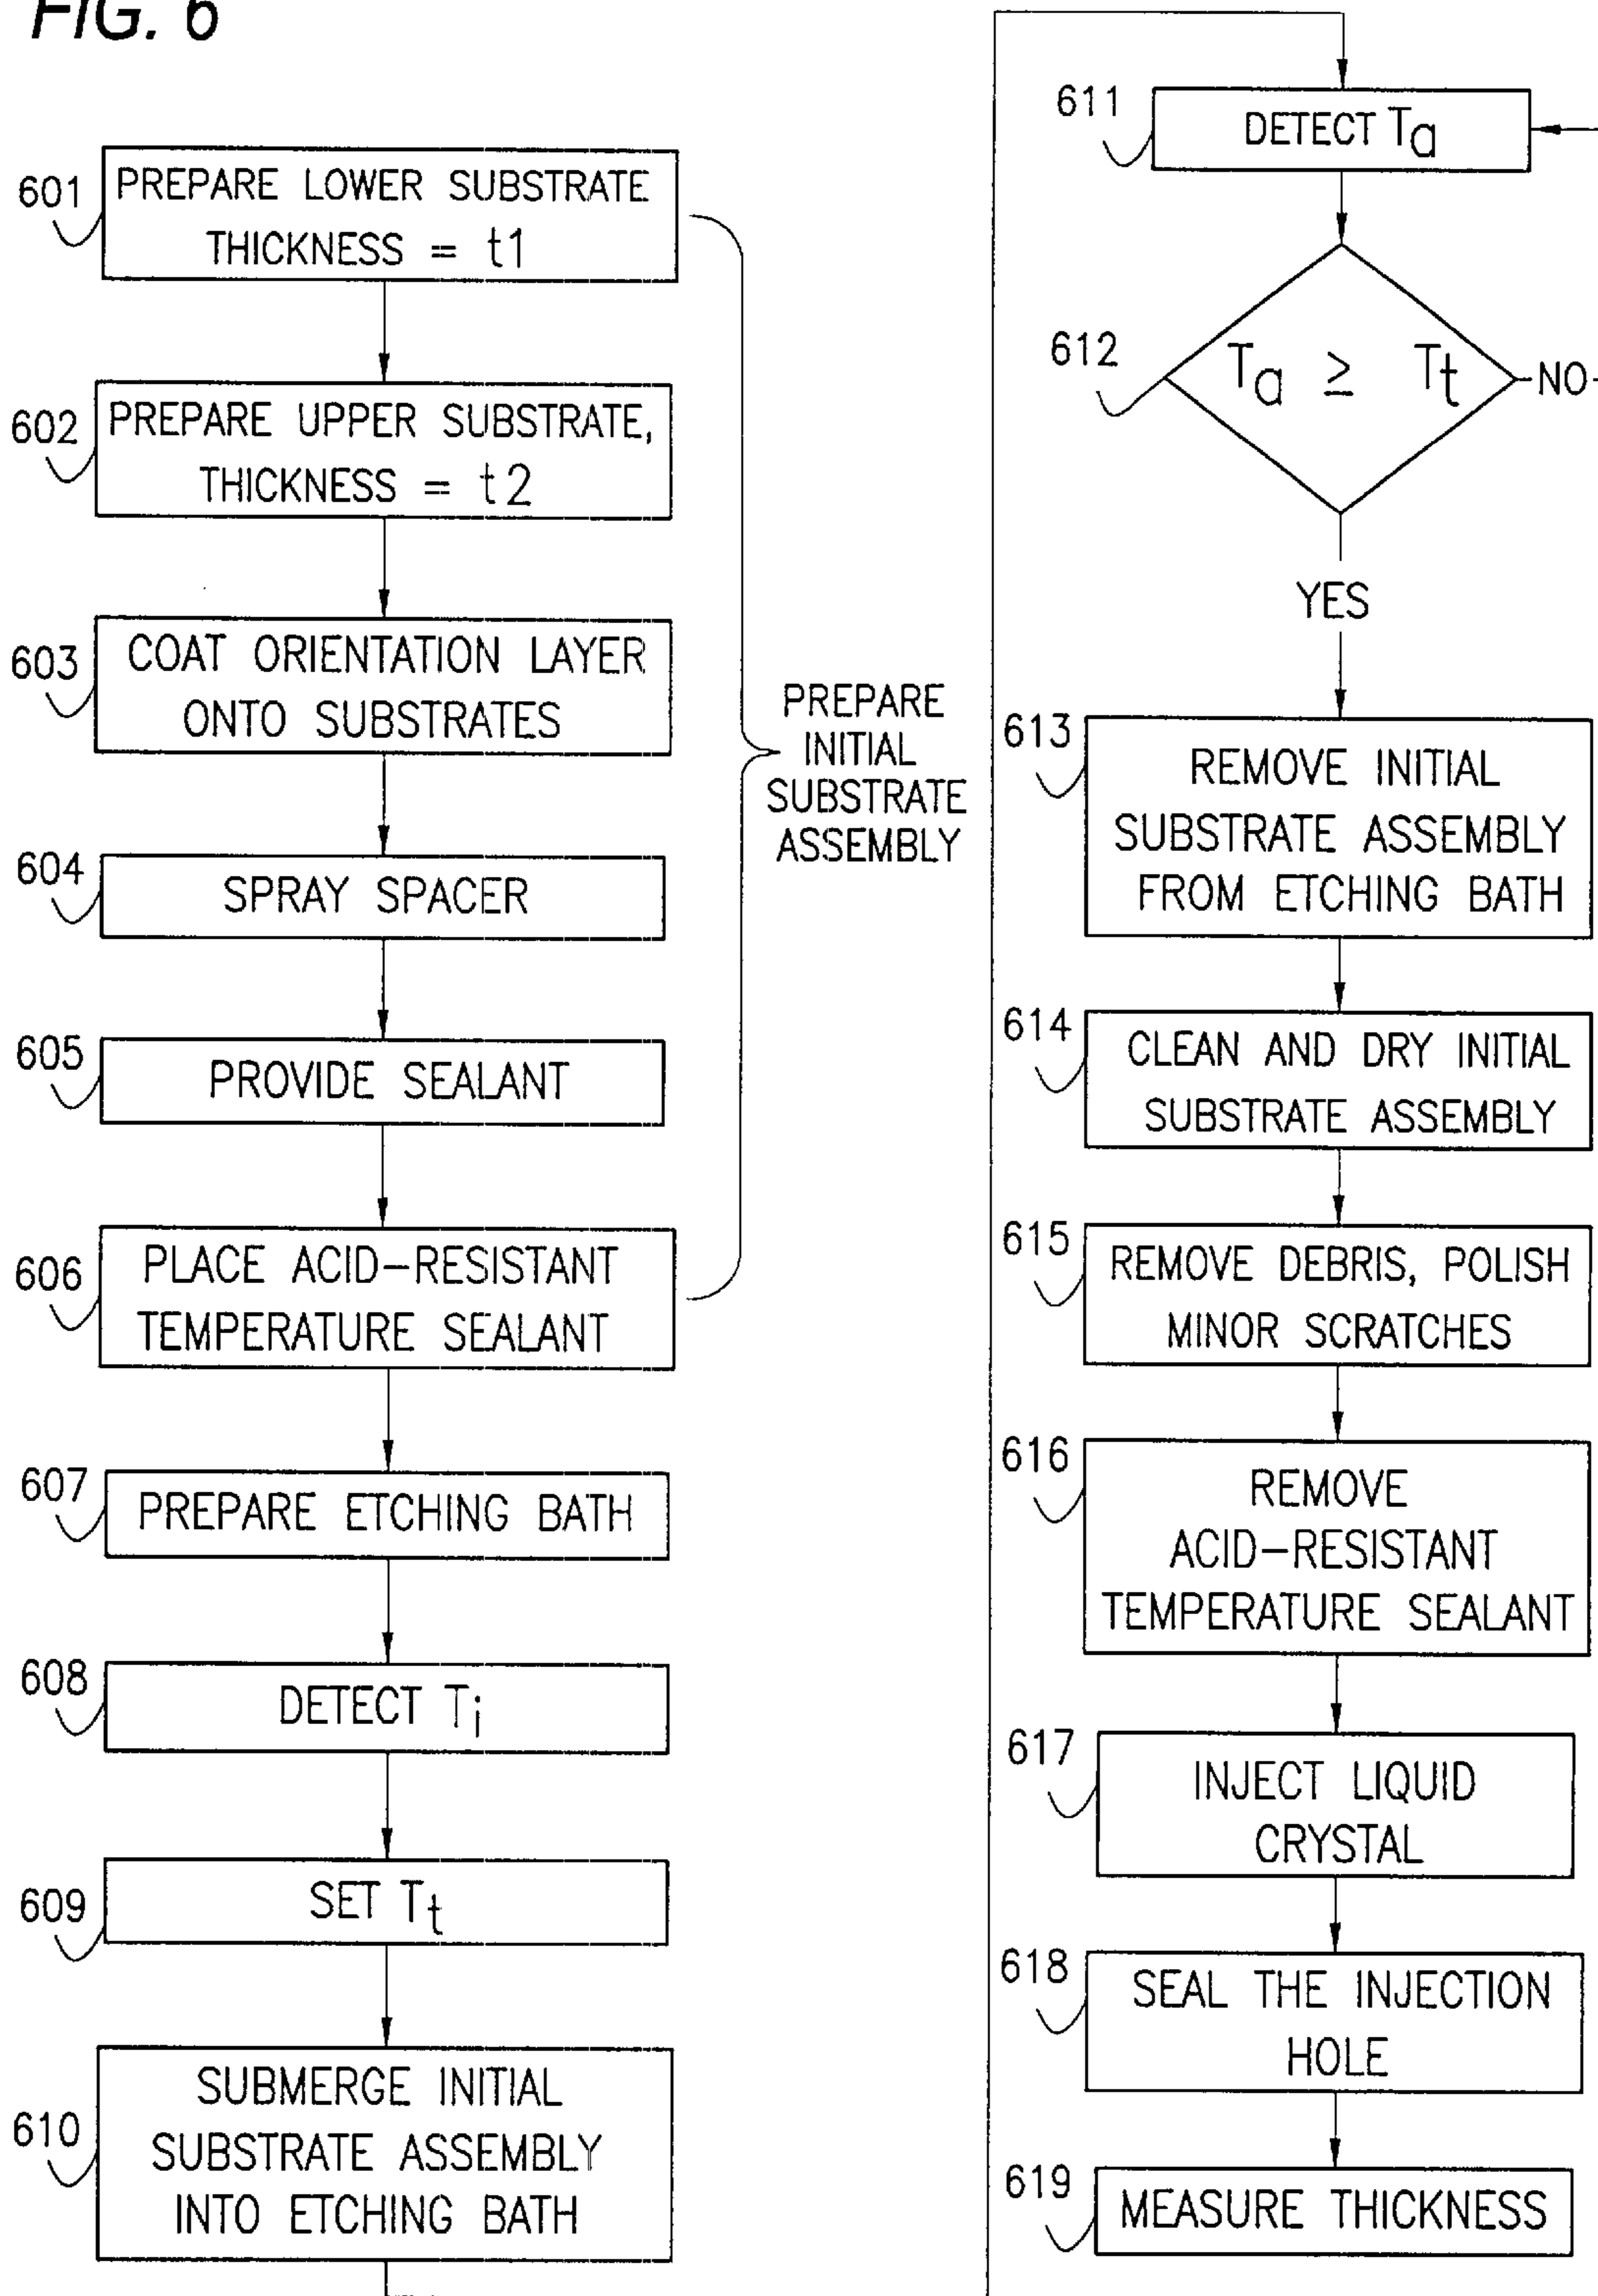 FIG. 6
601
PREPARE LOWER SUBSTRATE
THICKNESS = t1
602
PREPARE UPPER SUBSTRATE,
THICKNESS = t2
603
COAT ORIENTATION LAYER
ONTO SUBSTRATES
604
SPRAY SPACER
605
PROVIDE SEALANT
606
PLACE ACID-RESISTANT
TEMPERATURE SEALANT
PREPARE
INITIAL
SUBSTRATE
ASSEMBLY
607
PREPARE ETCHING BATH
608
DETECT Ti
609
SET Tt
610
SUBMERGE INITIAL
SUBSTRATE ASSEMBLY
INTO ETCHING BATH
611
DETECT Ta
612
Ta ≥ Tt
NO
YES
613
REMOVE INITIAL
SUBSTRATE ASSEMBLY
FROM ETCHING BATH
614
CLEAN AND DRY INITIAL
SUBSTRATE ASSEMBLY
615
REMOVE DEBRIS, POLISH
MINOR SCRATCHES
616
REMOVE
ACID-RESISTANT
TEMPERATURE SEALANT
617
INJECT LIQUID
CRYSTAL
618
SEAL THE INJECTION
HOLE
619
MEASURE THICKNESS